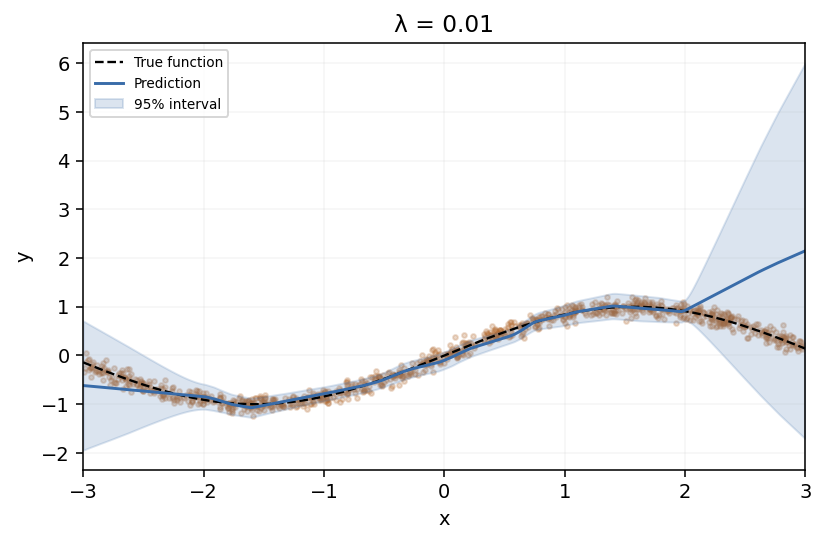 λ = 0.01
True function
Prediction
95% interval
6
5
4
3
2
1
0
−1
−2
y
−3 −2 −1 0 1 2 3
x